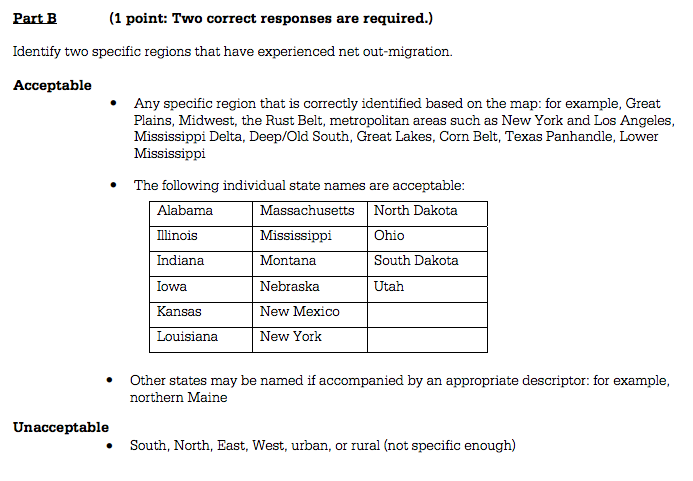 Part B (1 point: Two correct responses are required.)
Identify two specific regions that have experienced net out-migration.
Acceptable
• Any specific region that is correctly identified based on the map: for example, Great
Plains, Midwest, the Rust Belt, metropolitan areas such as New York and Los Angeles,
Mississippi Delta, Deep/Old South, Great Lakes, Corn Belt, Texas Panhandle, Lower
Mississippi
• The following individual state names are acceptable:
Alabama Massachusetts North Dakota
Illinois Mississippi Ohio
Indiana Montana South Dakota
Iowa Nebraska Utah
Kansas New Mexico
Louisiana New York
• Other states may be named if accompanied by an appropriate descriptor: for example,
northern Maine
Unacceptable
• South, North, East, West, urban, or rural (not specific enough)